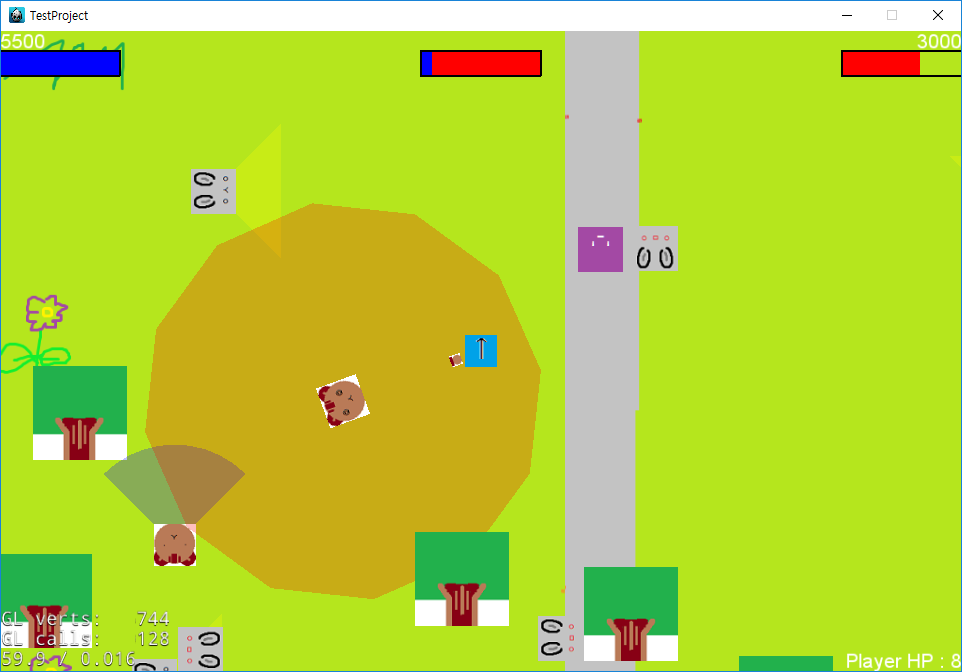 TestProject
5500
3000
GL verts: 744
GL calls: 128
59.9 / 0.016
Player HP : 8